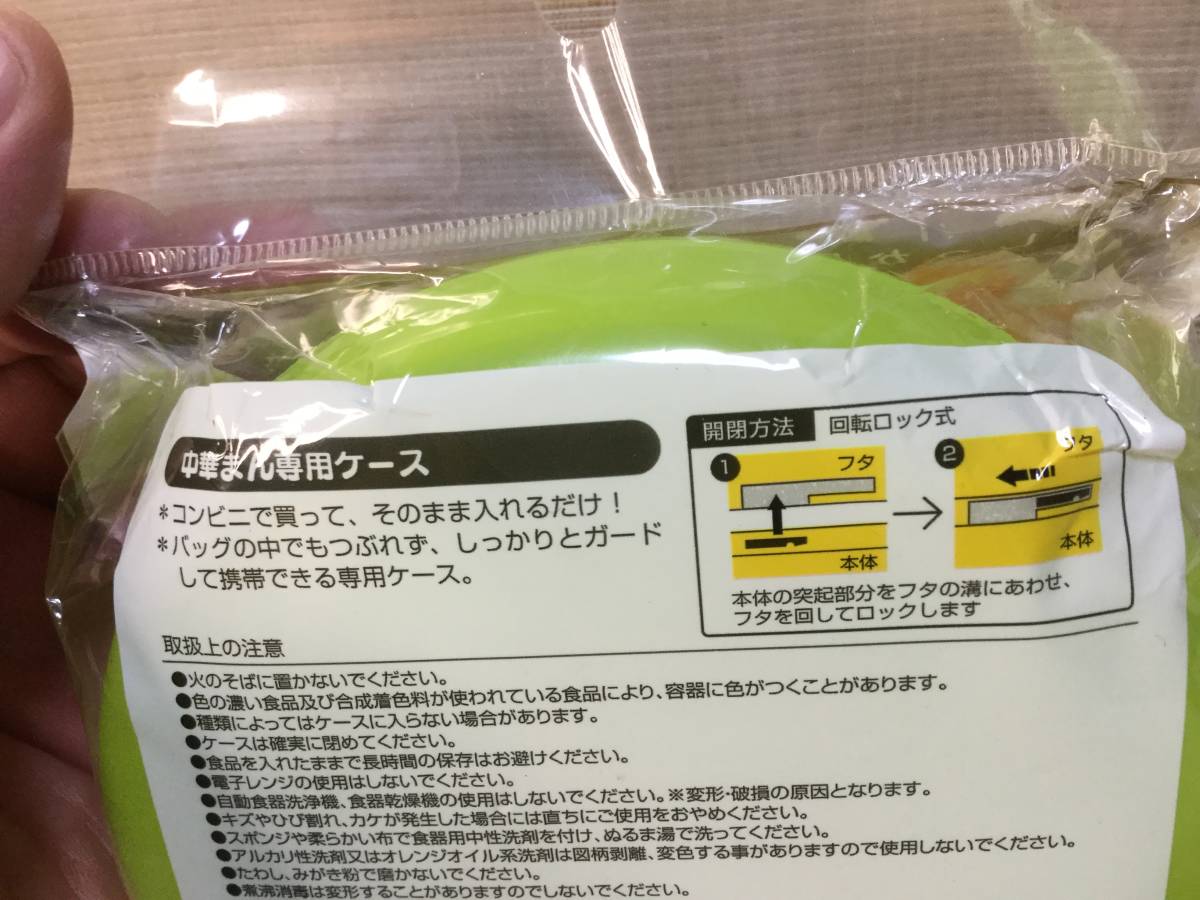 中華まん専用ケース
*コンビニで買って、そのまま入れるだけ!
*バッグの中でもつぶれず、しっかりとガード
して携帯できる専用ケース。
開閉方法 回転ロック式
1 フタ
本体
2 フタ
本体
本体の突起部分をフタの溝にあわせ、
フタを回してロックします
取扱上の注意
●火のそばに置かないでください。
●色の濃い食品及び合成着色料が使われている食品により、容器に色がつくことがあります。
●種類によってはケースに入らない場合があります。
●ケースは確実に閉めてください。
●食品を入れたままで長時間の保存はお避けください。
●電子レンジの使用はしないでください。
●自動食器洗浄機、食器乾燥機の使用はしないでください。※変形・破損の原因となります。
●キズやひび割れ、カケが発生した場合には直ちにご使用をおやめください。
●スポンジや柔らかい布で食器用中性洗剤を付け、ぬるま湯で洗ってください。
●アルカリ性洗剤又はオレンジオイル系洗剤は図柄剥離、変色する事がありますので使用しないでください。
●たわし、みがき粉で磨かないでください。
●煮沸消毒は変形することがありますのでしないでください。